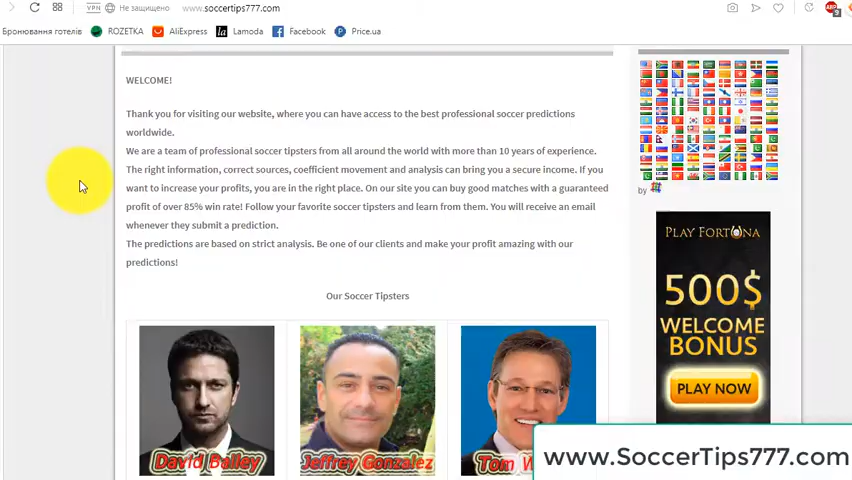 Не защищено
www.soccertips777.com
VPN
Бронювання готелів
ROZETKA
AliExpress
la
Lamoda
Facebook
P
Price.ua
WELCOME!
Thank you for visiting our website, where you can have access to the best professional soccer predictions
worldwide.
We are a team of professional soccer tipsters from all around the world with more than 10 years of experience.
The right information, correct sources, coefficient movement and analysis can bring you a secure income. If you
want to increase your profits, you are in the right place. On our site you can buy good matches with a guaranteed
profit of over 85% win rate! Follow your favorite soccer tipsters and learn from them. You will receive an email
whenever they submit a prediction.
The predictions are based on strict analysis. Be one of our clients and make your profit amazing with our
predictions!
Our Soccer Tipsters
David Bailey
Jeffrey Gonzalez
Tom
by
PLAY FORTUNA
500$
WELCOME
BONUS
PLAY NOW
www.SoccerTips777.com